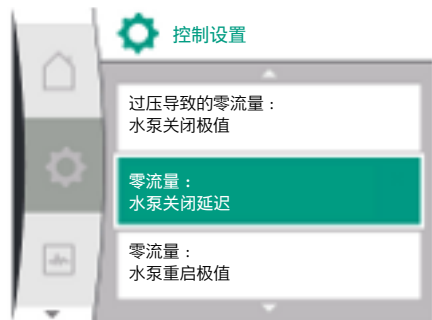 控制设置
过压导致的零流量：
水泵关闭极值
零流量：
水泵关闭延迟
零流量：
水泵重启极值